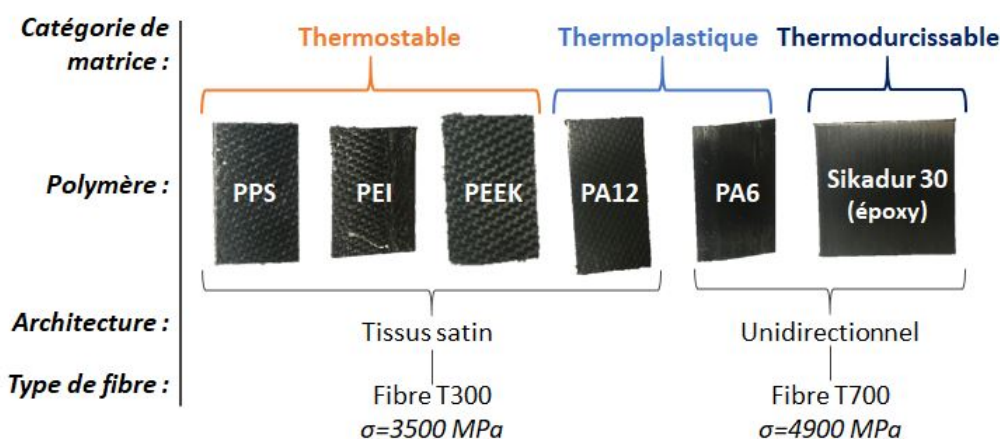 Catégorie de
matrice :
Thermostable
Thermoplastique
Thermodurcissable
Polymère :
PPS
PEI
PEEK
PA12
PA6
Sikadur 30
(époxy)
Architecture :
Tissus satin
Unidirectionnel
Type de fibre :
Fibre T300
σ=3500 MPa
Fibre T700
σ=4900 MPa